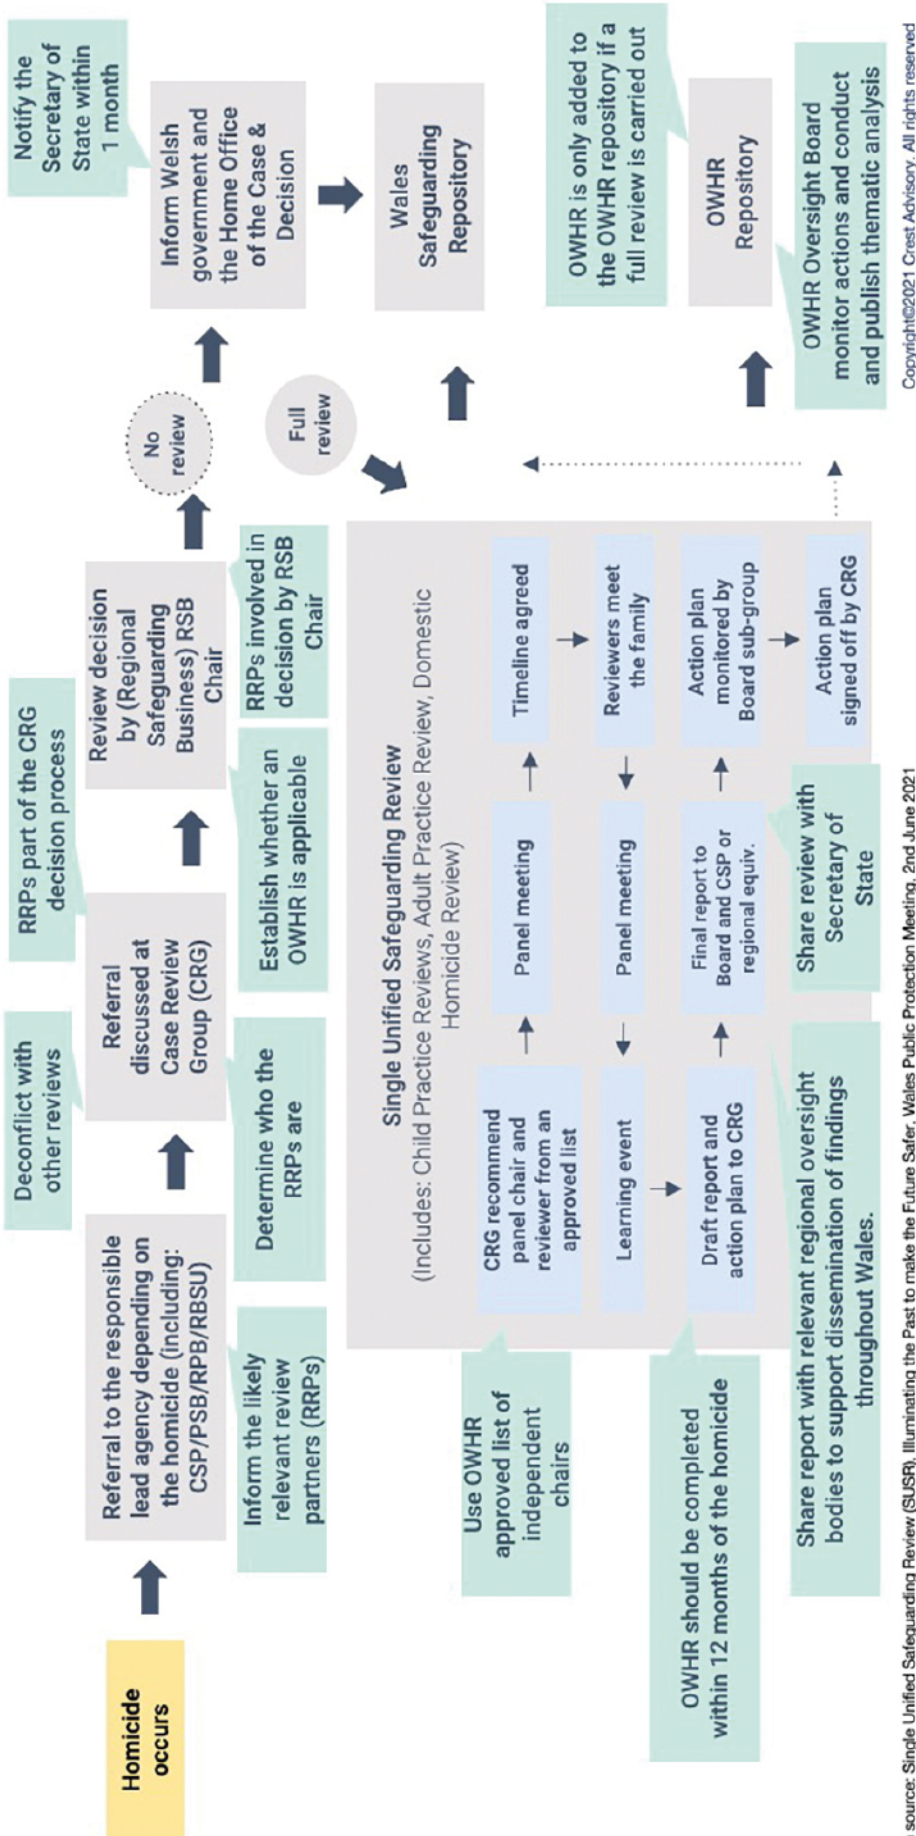 Homicide
occurs
Referral to the responsible
lead agency depending on
the homicide (including:
CSP/PSB/RPB/RBSU)
Inform the likely
relevant review
partners (RRPs)
Deconflict with
other reviews
Referral
discussed at
Case Review
Group (CRG)
Determine who the
RRPs are
RRPs part of the CRG
decision process
Review decision
by (Regional
Safeguarding
Business) RSB
Chair
Establish whether an
OWHR is applicable
RRPs involved in
decision by RSB
Chair
No
review
Full
review
Notify the
Secretary of
State within
1 month
Inform Welsh
government and
the Home Office
of the Case &
Decision
Wales
Safeguarding
Repository
Single Unified Safeguarding Review
(Includes: Child Practice Reviews, Adult Practice Review, Domestic
Homicide Review)
Use OWHR
approved list of
independent
chairs
CRG recommend
panel chair and
reviewer from an
approved list
Panel meeting
Timeline agreed
Reviewers meet
the family
Panel meeting
Learning event
Draft report and
action plan to CRG
Final report to
Board and CSP or
regional equiv.
Action plan
monitored by
Board sub-group
Action plan
signed off by CRG
OWHR should be completed
within 12 months of the homicide
Share report with relevant regional oversight
bodies to support dissemination of findings
throughout Wales.
Share review with
Secretary of
State
OWHR is only added to
the OWHR repository if a
full review is carried out
OWHR
Repository
OWHR Oversight Board
monitor actions and conduct
and publish thematic analysis
source: Single Unified Safeguarding Review (SUSR), Illuminating the Past to make the Future Safer, Wales Public Protection Meeting, 2nd June 2021
Copyright©2021 Crest Advisory. All rights reserved